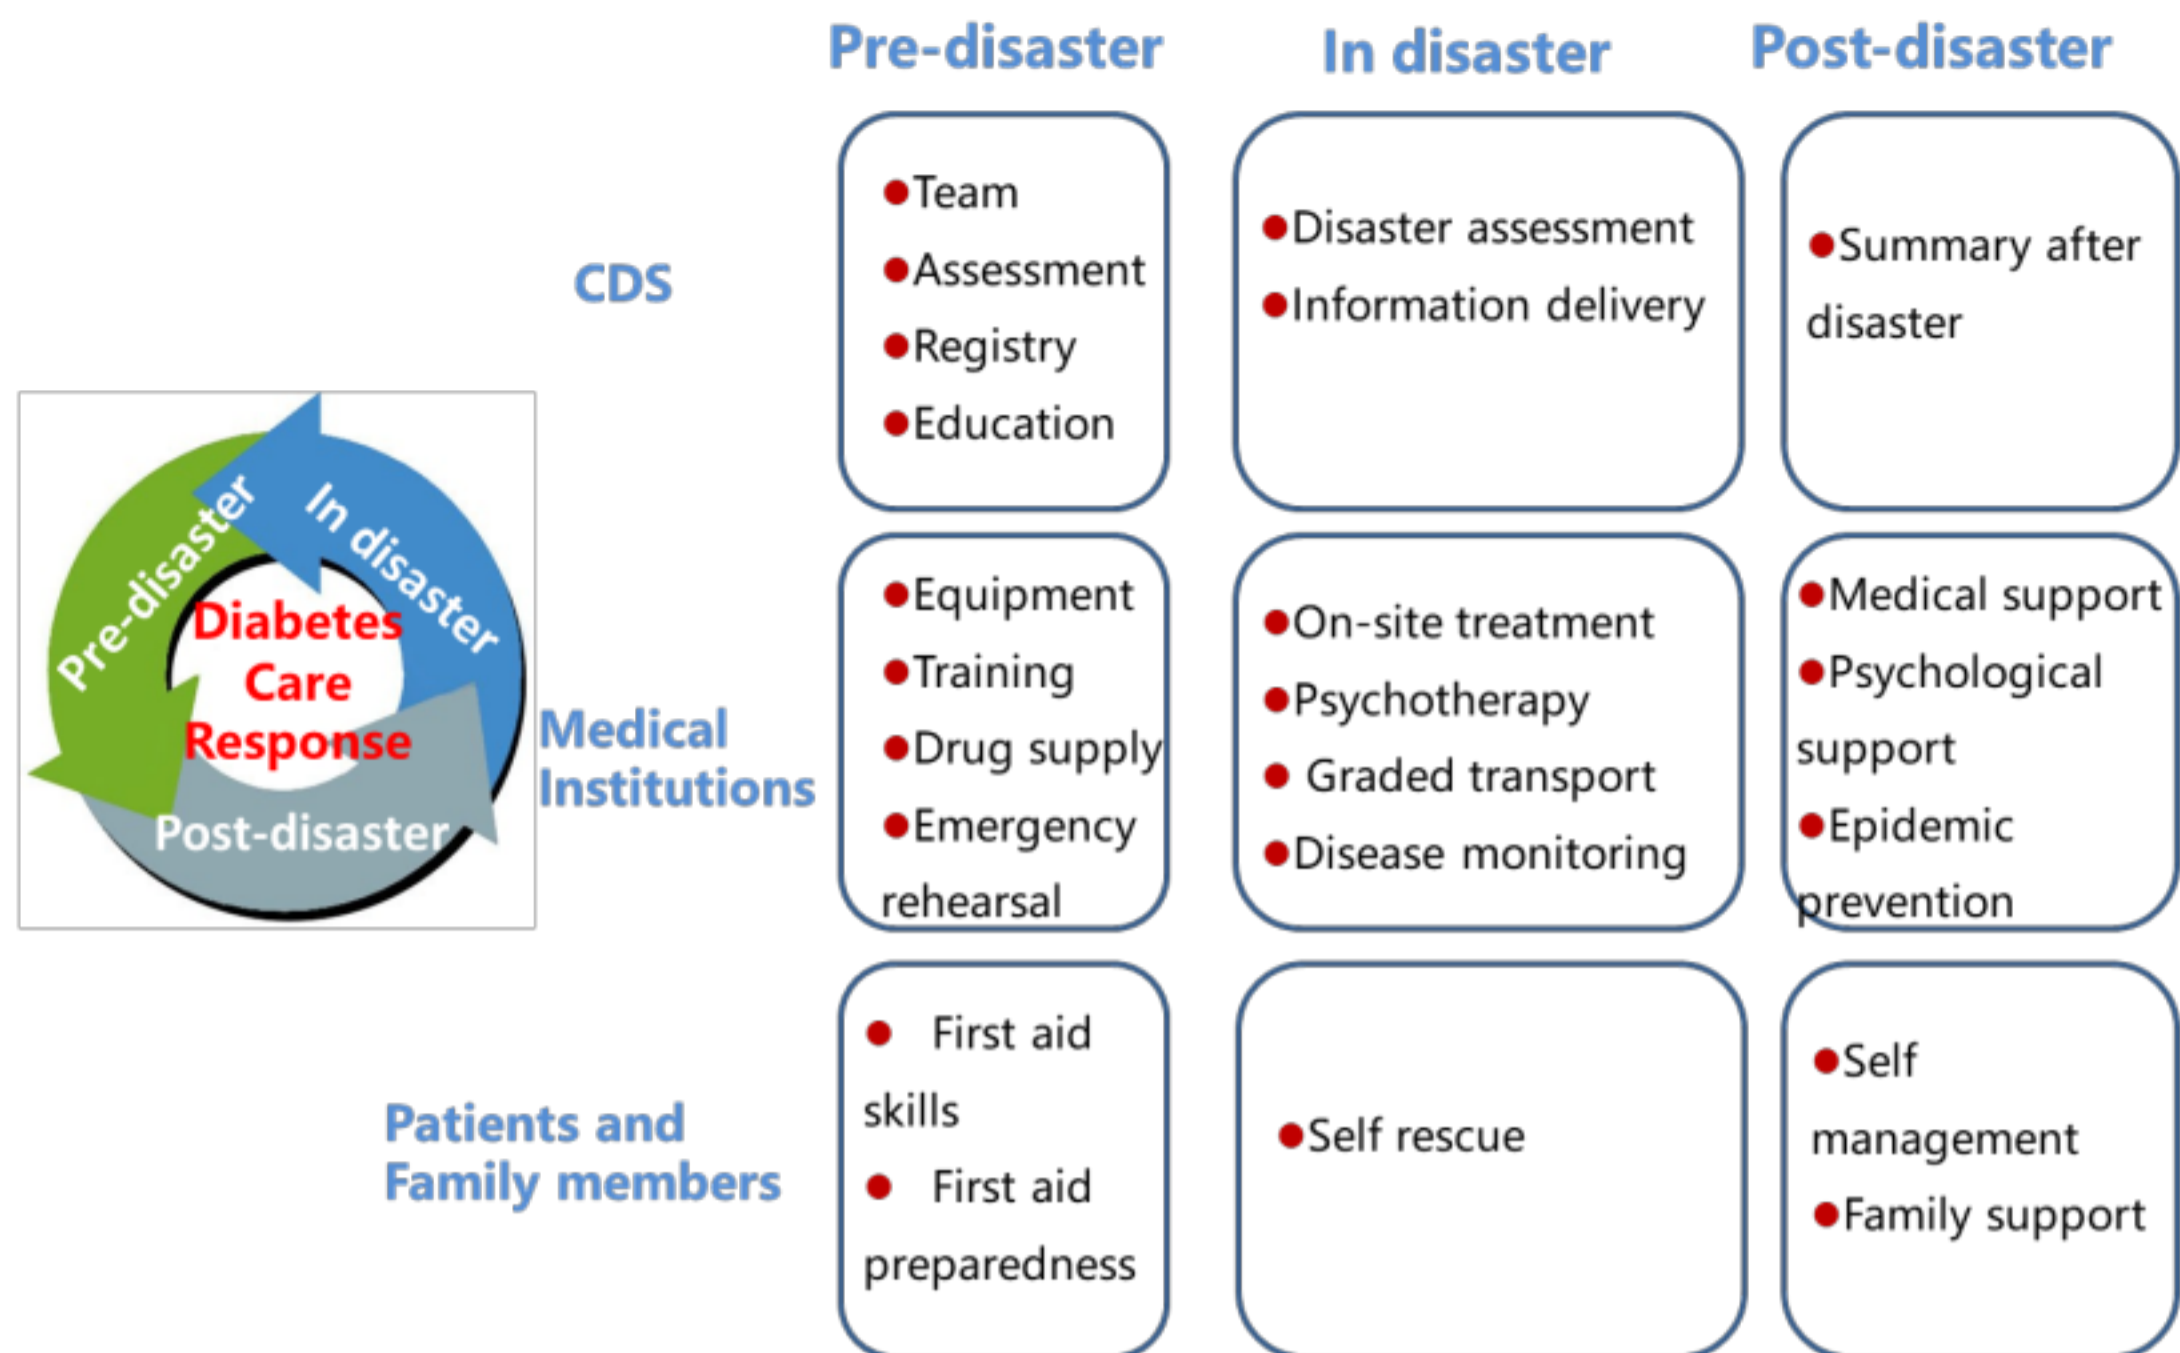 Pre-disaster
In disaster
Post-disaster
CDS
●Team
●Assessment
●Registry
●Education
●Disaster assessment
●Information delivery
●Summary after
disaster
Pre-disaster
In disaster
Post-disaster
Diabetes
Care
Response
Medical
Institutions
●Equipment
●Training
●Drug supply
●Emergency
rehearsal
●On-site treatment
●Psychotherapy
● Graded transport
●Disease monitoring
●Medical support
●Psychological
support
●Epidemic
prevention
Patients and
Family members
● First aid
skills
● First aid
preparedness
●Self rescue
●Self
management
●Family support